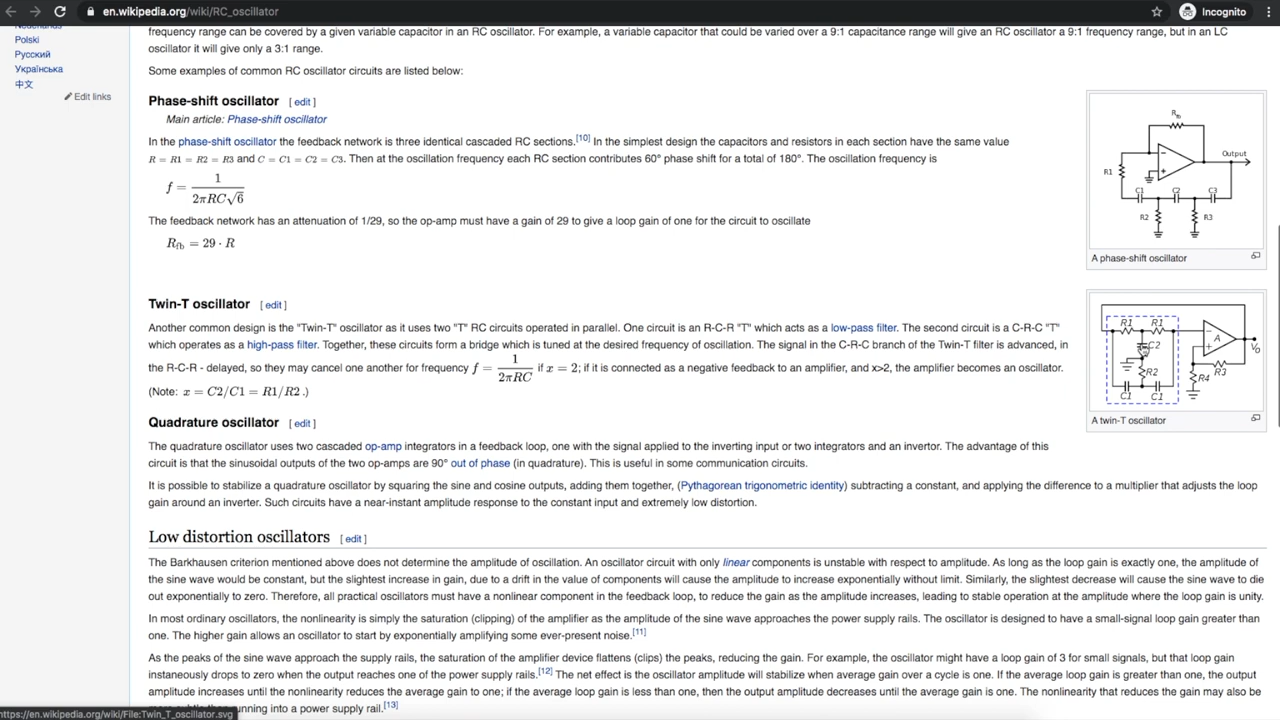 en.wikipedia.org/wiki/RC_oscillator
Incognito
frequency range can be covered by a given variable capacitor in an RC oscillator. For example, a variable capacitor that could be varied over a 9:1 capacitance range will give an RC oscillator a 9:1 frequency range, but in an LC
oscillator it will give only a 3:1 range.
Polski
Русский
Українська
中文
Edit links
Some examples of common RC oscillator circuits are listed below:
Phase-shift oscillator [ edit ]
Main article: Phase-shift oscillator
In the phase-shift oscillator the feedback network is three identical cascaded RC sections.[10] In the simplest design the capacitors and resistors in each section have the same value
R = R1 = R2 = R3 and C = C1 = C2 = C3. Then at the oscillation frequency each RC section contributes 60° phase shift for a total of 180°. The oscillation frequency is
f = 1 / 2πRC√6
The feedback network has an attenuation of 1/29, so the op-amp must have a gain of 29 to give a loop gain of one for the circuit to oscillate
Rfb = 29 · R
Rfb
R1
Output
C1 C2 C3
R2 R3
A phase-shift oscillator
Twin-T oscillator [ edit ]
Another common design is the "Twin-T" oscillator as it uses two "T" RC circuits operated in parallel. One circuit is an R-C-R "T" which acts as a low-pass filter. The second circuit is a C-R-C "T"
which operates as a high-pass filter. Together, these circuits form a bridge which is tuned at the desired frequency of oscillation. The signal in the C-R-C branch of the Twin-T filter is advanced, in
the R-C-R - delayed, so they may cancel one another for frequency f = 1 / 2πRC if x = 2; if it is connected as a negative feedback to an amplifier, and x>2, the amplifier becomes an oscillator.
(Note: x = C2/C1 = R1/R2 .)
R1 R1
C2
A
Vo
R2
R4 R3
C1 C1
A twin-T oscillator
Quadrature oscillator [ edit ]
The quadrature oscillator uses two cascaded op-amp integrators in a feedback loop, one with the signal applied to the inverting input or two integrators and an invertor. The advantage of this
circuit is that the sinusoidal outputs of the two op-amps are 90° out of phase (in quadrature). This is useful in some communication circuits.
It is possible to stabilize a quadrature oscillator by squaring the sine and cosine outputs, adding them together, (Pythagorean trigonometric identity) subtracting a constant, and applying the difference to a multiplier that adjusts the loop
gain around an inverter. Such circuits have a near-instant amplitude response to the constant input and extremely low distortion.
Low distortion oscillators [ edit ]
The Barkhausen criterion mentioned above does not determine the amplitude of oscillation. An oscillator circuit with only linear components is unstable with respect to amplitude. As long as the loop gain is exactly one, the amplitude of
the sine wave would be constant, but the slightest increase in gain, due to a drift in the value of components will cause the amplitude to increase exponentially without limit. Similarly, the slightest decrease will cause the sine wave to die
out exponentially to zero. Therefore, all practical oscillators must have a nonlinear component in the feedback loop, to reduce the gain as the amplitude increases, leading to stable operation at the amplitude where the loop gain is unity.
In most ordinary oscillators, the nonlinearity is simply the saturation (clipping) of the amplifier as the amplitude of the sine wave approaches the power supply rails. The oscillator is designed to have a small-signal loop gain greater than
one. The higher gain allows an oscillator to start by exponentially amplifying some ever-present noise.[11]
As the peaks of the sine wave approach the supply rails, the saturation of the amplifier device flattens (clips) the peaks, reducing the gain. For example, the oscillator might have a loop gain of 3 for small signals, but that loop gain
instaneously drops to zero when the output reaches one of the power supply rails.[12] The net effect is the oscillator amplitude will stabilize when average gain over a cycle is one. If the average loop gain is greater than one, the output
amplitude increases until the nonlinearity reduces the average gain to one; if the average loop gain is less than one, then the output amplitude decreases until the average gain is one. The nonlinearity that reduces the gain may also be
running into a power supply rail.[13]
https://en.wikipedia.org/wiki/File:Twin_T_oscillator.svg